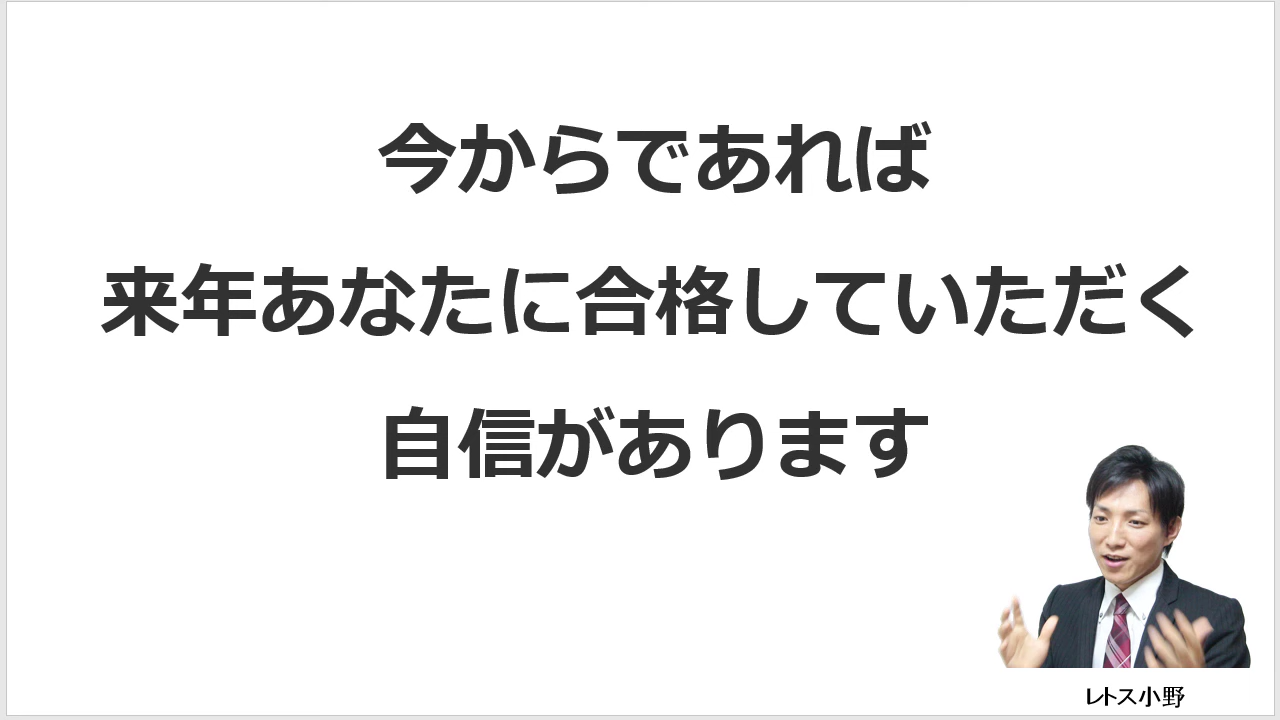 今からであれば
来年あなたに合格していただく
自信があります
レトス小野